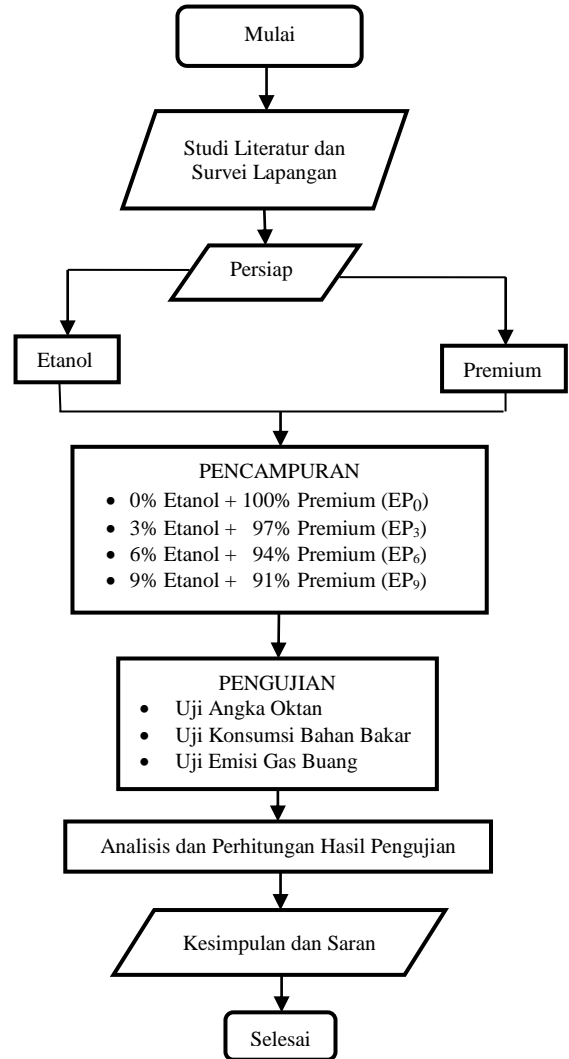 Mulai
Studi Literatur dan
Survei Lapangan
Persiap
Etanol
Premium
PENCAMPURAN
• 0% Etanol + 100% Premium (EP₀)
• 3% Etanol + 97% Premium (EP₃)
• 6% Etanol + 94% Premium (EP₆)
• 9% Etanol + 91% Premium (EP₉)
PENGUJIAN
• Uji Angka Oktan
• Uji Konsumsi Bahan Bakar
• Uji Emisi Gas Buang
Analisis dan Perhitungan Hasil Pengujian
Kesimpulan dan Saran
Selesai